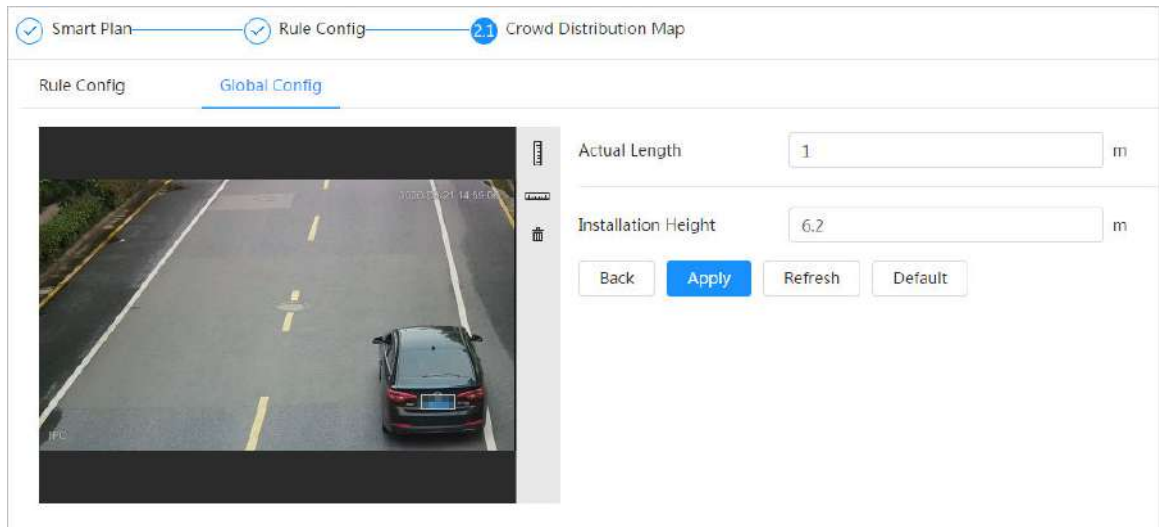 Smart Plan
Rule Config
2.1 Crowd Distribution Map
Rule Config
Global Config
Actual Length
1
m
Installation Height
6.2
m
Back
Apply
Refresh
Default
IPC